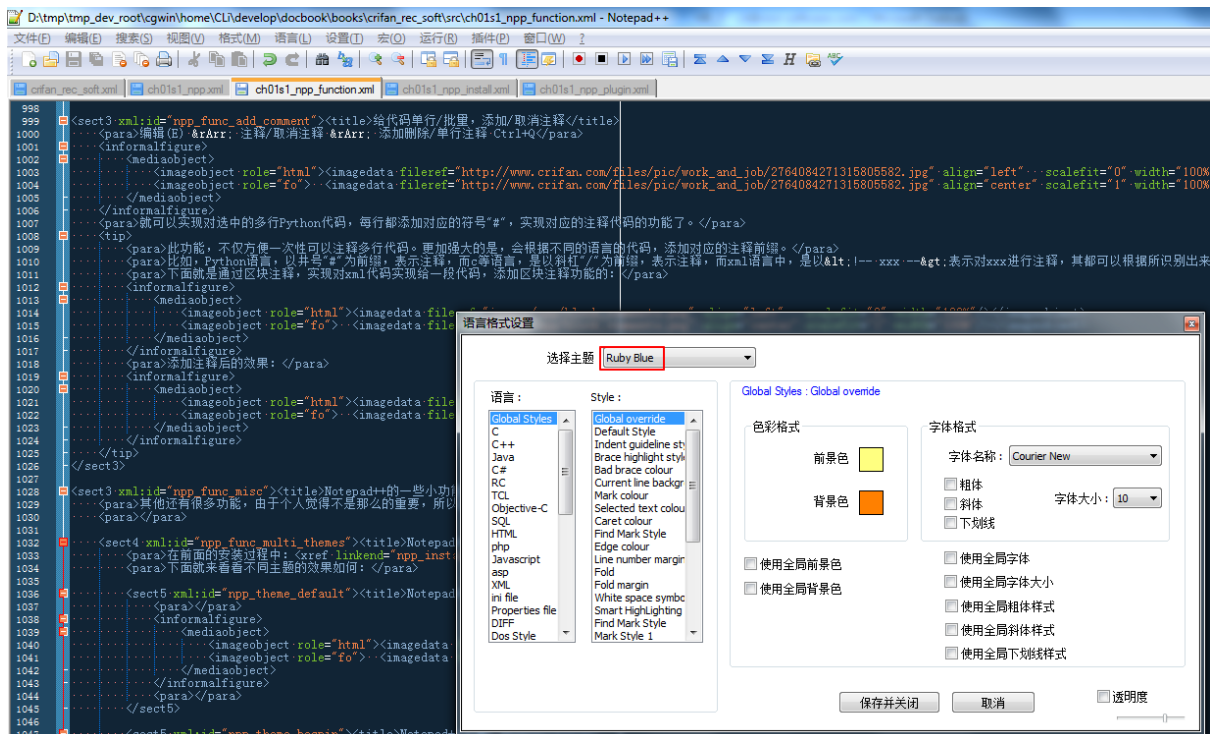 D:\tmp\tmp_dev_root\cgwin\home\CLi\develop\docbook\books\crifan_rec_soft\src\ch01s1_npp_function.xml - Notepad++
文件(F) 编辑(E) 搜索(S) 视图(V) 格式(M) 语言(L) 设置(T) 宏(O) 运行(R) 插件(P) 窗口(W) ?
crifan_rec_soft.xml ch01s1_npp.xml ch01s1_npp_function.xml ch01s1_npp_install.xml ch01s1_npp_plugin.xml
998
999 <sect3 xml:id="npp_func_add_comment"><title>给代码单行/批里，添加/取消注释</title>
1000 <para>编辑(E) &rArr; 注释/取消注释 &rArr; 添加删除/单行注释 Ctrl+Q</para>
1001 <informalfigure>
1002 <mediaobject>
1003 <imageobject role="html"><imagedata fileref="http://www.crifan.com/files/pic/work_and_job/2764084271315805582.jpg" align="left" scalefit="0" width="100%
1004 <imageobject role="fo"> <imagedata fileref="http://www.crifan.com/files/pic/work_and_job/2764084271315805582.jpg" align="center" scalefit="1" width="100%
1005 </mediaobject>
1006 </informalfigure>
1007 <para>就可以实现对选中的多行Python代码，每行都添加对应的符号"#"，实现对应的注释代码的功能了。</para>
1008 <tip>
1009 <para>此功能，不仅方便一次性可以注释多行代码。更加强大的是，会根据不同的语言的代码，添加对应的注释前缀。</para>
1010 <para>比如，Python语言，以井号"#"为前缀，表示注释，而c等语言，是以斜杠"/"为前缀，表示注释，而xml语言中，是以&lt;!-- xxx --&gt;表示对xxx进行注释，其都可以根据所识别出来
1011 <para>下面就是通过区块注释，实现对xml代码实现给一段代码，添加区块注释功能的：</para>
1012 <informalfigure>
1013 <mediaobject>
1014 <imageobject role="html"><imagedata file
1015 <imageobject role="fo"> <imagedata file
1016 </mediaobject>
1017 </informalfigure>
1018 <para>添加注释后的效果：</para>
1019 <informalfigure>
1020 <mediaobject>
1021 <imageobject role="html"><imagedata file
1022 <imageobject role="fo"> <imagedata file
1023 </mediaobject>
1024 </informalfigure>
1025 </tip>
1026 </sect3>
1027
1028 <sect3 xml:id="npp_func_misc"><title>Notepad++的一些小功
1029 <para>其他还有很多功能，由于个人觉得不是那么的重要，所以
1030 <para></para>
1031
1032 <sect4 xml:id="npp_func_multi_themes"><title>Notepad
1033 <para>在前面的安装过程中：<xref linkend="npp_inst
1034 <para>下面就来看看不同主题的效果如何：</para>
1035
1036 <sect5 xml:id="npp_theme_default"><title>Notepad
1037 <para></para>
1038 <informalfigure>
1039 <mediaobject>
1040 <imageobject role="html"><imagedata
1041 <imageobject role="fo"> <imagedata
1042 </mediaobject>
1043 </informalfigure>
1044 <para></para>
1045 </sect5>
1046
语言格式设置
选择主题 Ruby Blue
语言：
Global Styles
C
C++
Java
C#
RC
TCL
Objective-C
SQL
HTML
php
Javascript
asp
XML
ini file
Properties file
DIFF
Dos Style
Style：
Global override
Default Style
Indent guideline sty
Brace highlight style
Bad brace colour
Current line backgr
Mark colour
Selected text colou
Caret colour
Find Mark Style
Edge colour
Line number margin
Fold
Fold margin
White space symbo
Smart HighLighting
Find Mark Style
Mark Style 1
Global Styles : Global override
色彩格式
前景色
背景色
使用全局前景色
使用全局背景色
字体格式
字体名称： Courier New
粗体
斜体
下划线
字体大小： 10
使用全局字体
使用全局字体大小
使用全局粗体样式
使用全局斜体样式
使用全局下划线样式
保存并关闭 取消 透明度